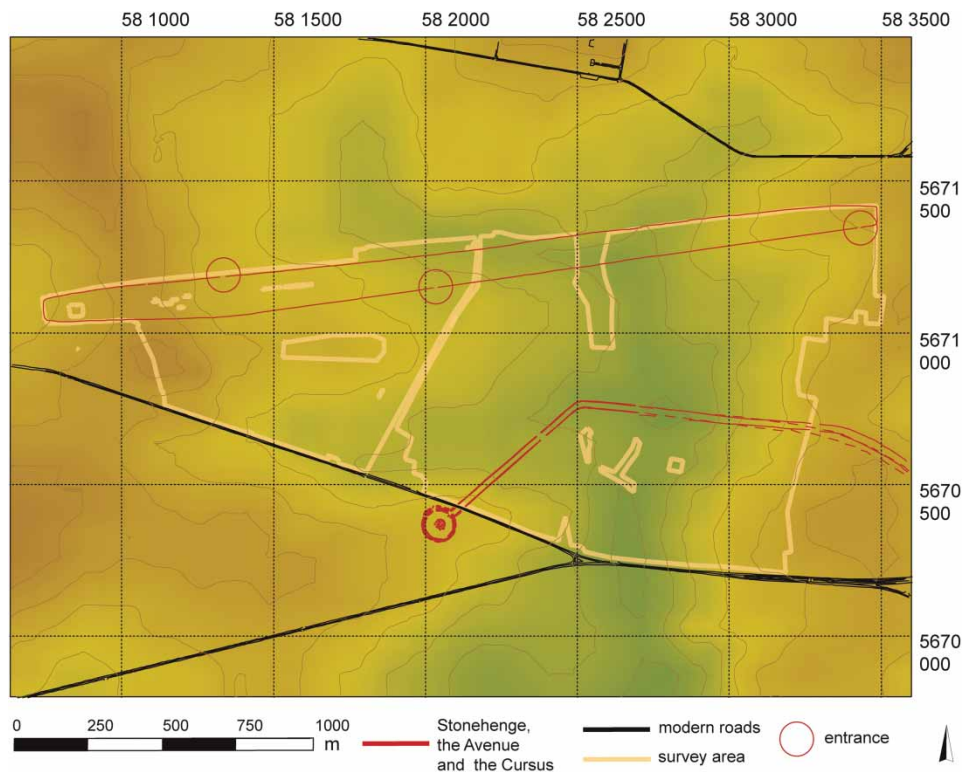 58 1000 58 1500 58 2000 58 2500 58 3000 58 3500
C
B
5671
500
5671
000
5670
500
5670
000
0 250 500 750 1000
m
Stonehenge,
the Avenue
and the Cursus
modern roads
survey area
entrance